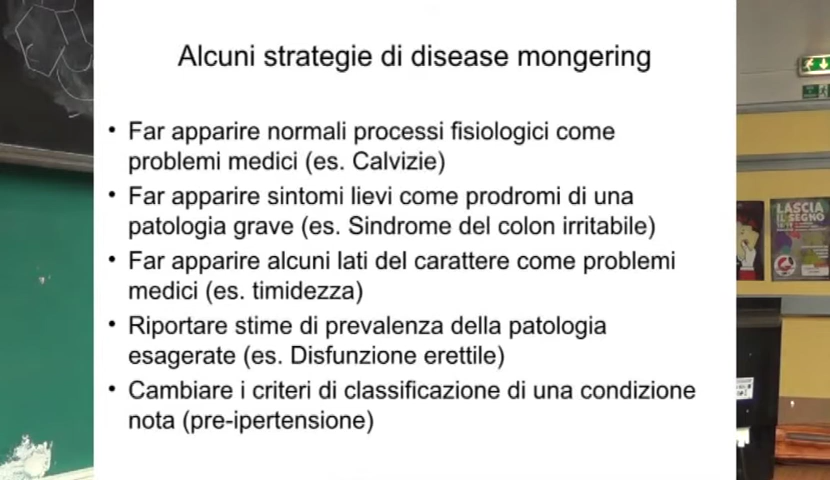 Alcuni strategie di disease mongering
• Far apparire normali processi fisiologici come
problemi medici (es. Calvizie)
• Far apparire sintomi lievi come prodromi di una
patologia grave (es. Sindrome del colon irritabile)
• Far apparire alcuni lati del carattere come problemi
medici (es. timidezza)
• Riportare stime di prevalenza della patologia
esagerate (es. Disfunzione erettile)
• Cambiare i criteri di classificazione di una condizione
nota (pre-ipertensione)
LASCIA
IL SEGNO